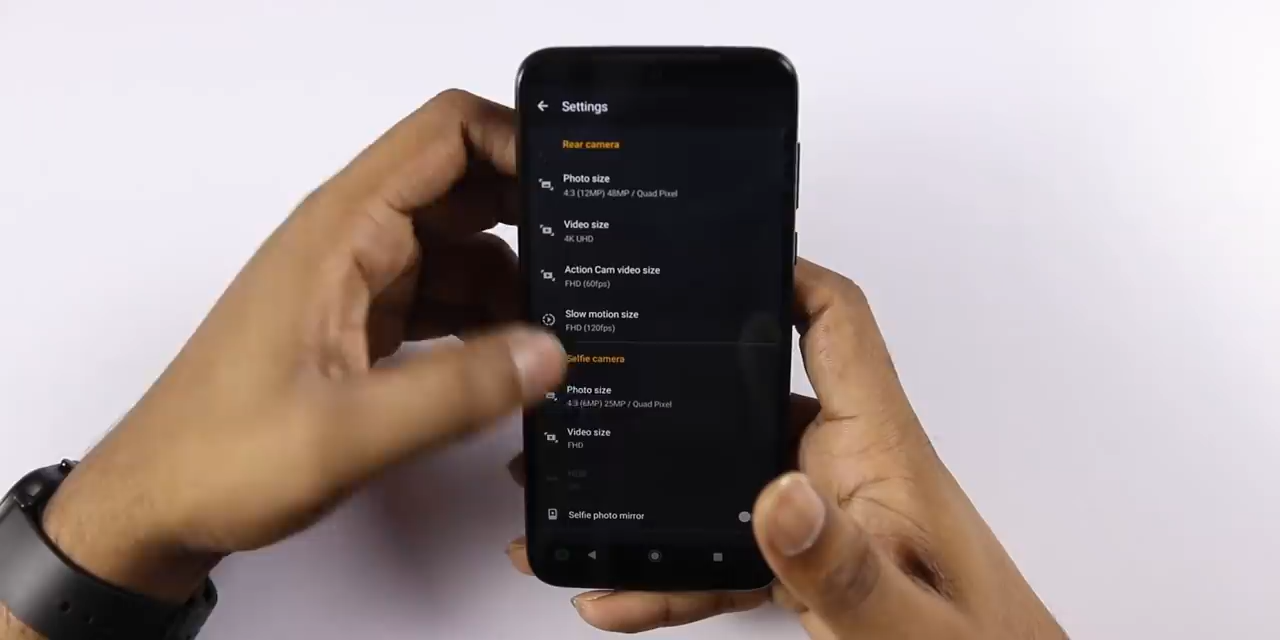 Settings
Rear camera
Photo size
4:3 (12MP) 48MP / Quad Pixel
Video size
4K UHD
Action Cam video size
FHD (60fps)
Slow motion size
FHD (120fps)
Selfie camera
Photo size
4:3 (6MP) 25MP / Quad Pixel
Video size
FHD
Selfie photo mirror